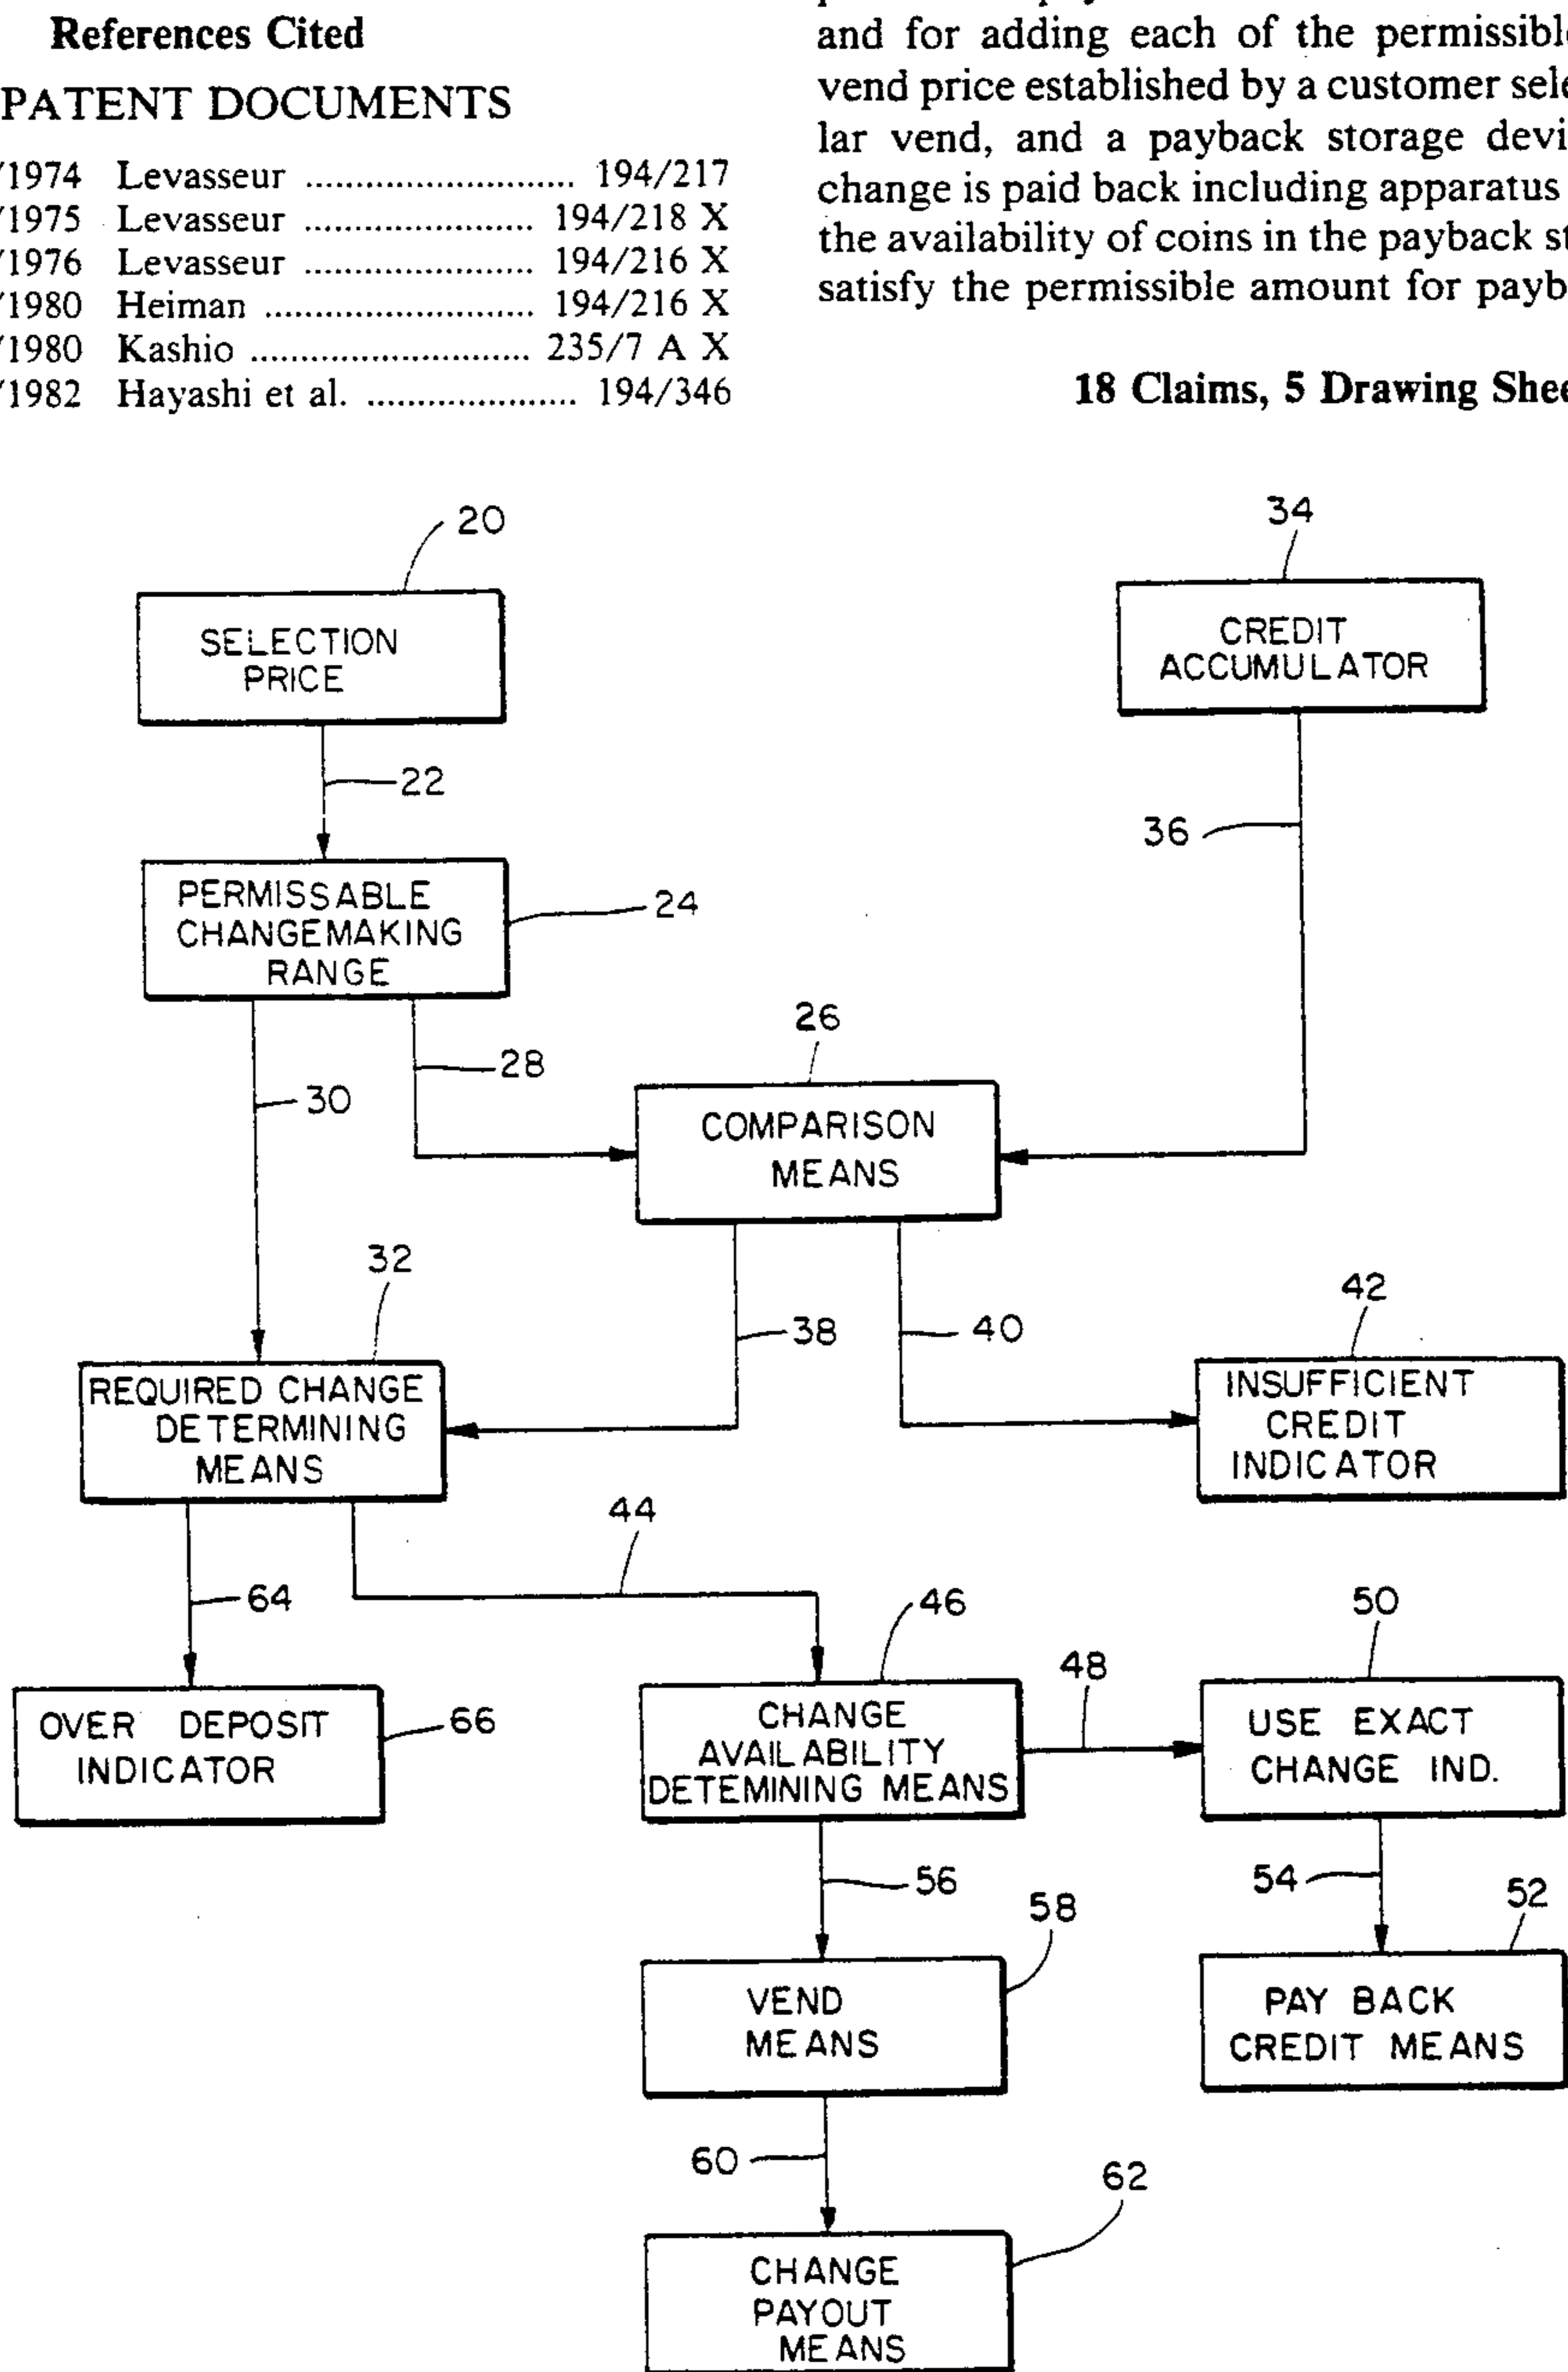 References Cited
PATENT DOCUMENTS
/1974 Levasseur .......................... 194/217
/1975 Levasseur ...................... 194/218 X
/1976 Levasseur ...................... 194/216 X
/1980 Heiman .......................... 194/216 X
/1980 Kashio ........................... 235/7 A X
/1982 Hayashi et al. .................... 194/346
and for adding each of the permissible
vend price established by a customer sele
lar vend, and a payback storage devi
change is paid back including apparatus
the availability of coins in the payback st
satisfy the permissible amount for payb
18 Claims, 5 Drawing Shee
20
34
SELECTION
PRICE
CREDIT
ACCUMULATOR
22
36
PERMISSABLE
CHANGEMAKING
RANGE
24
26
28
30
COMPARISON
MEANS
32
38
40
42
REQUIRED CHANGE
DETERMINING
MEANS
INSUFFICIENT
CREDIT
INDICATOR
44
64
46
50
48
OVER DEPOSIT
INDICATOR
66
CHANGE
AVAILABILITY
DETEMINING MEANS
USE EXACT
CHANGE IND.
56
54
58
52
VEND
MEANS
PAY BACK
CREDIT MEANS
60
62
CHANGE
PAYOUT
MEANS